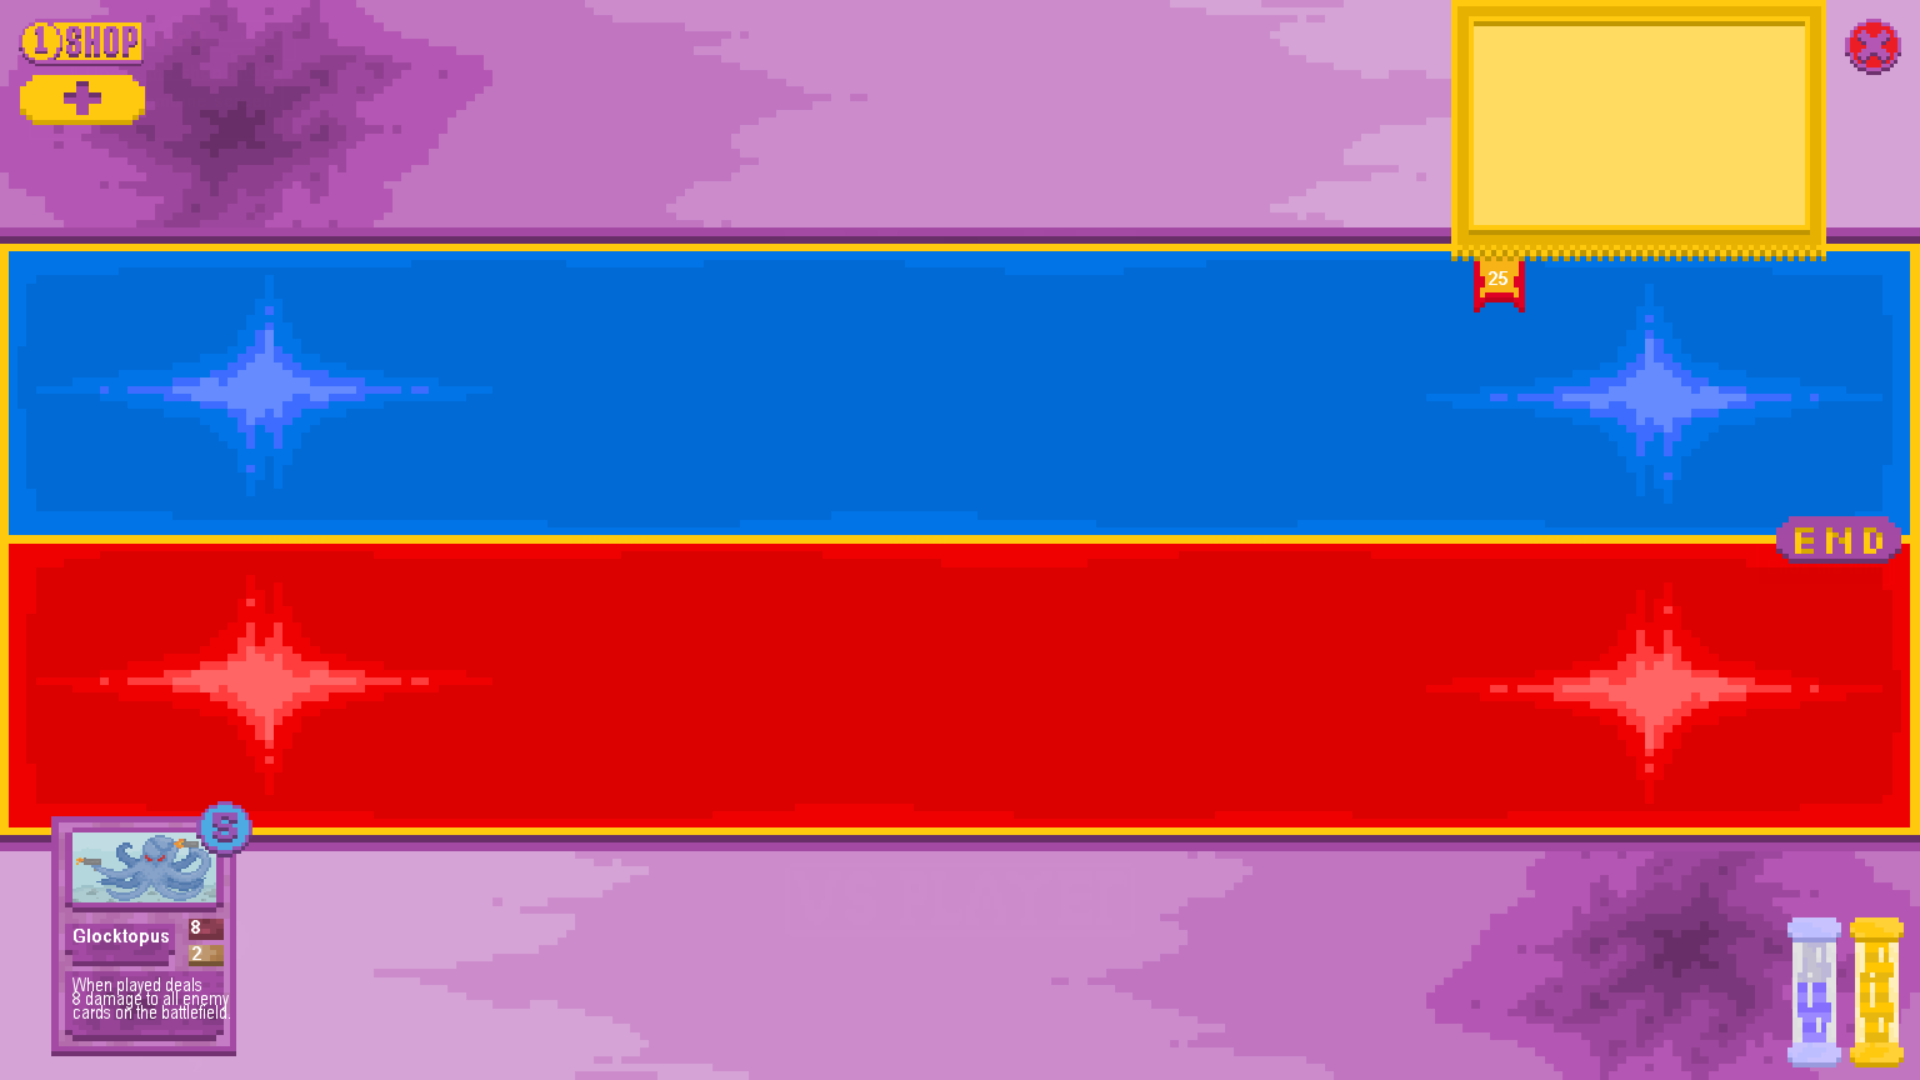 1 SHOP
25
END
8
Glocktopus
8
2
When played deals
8 damage to all enemy
cards on the battlefield.